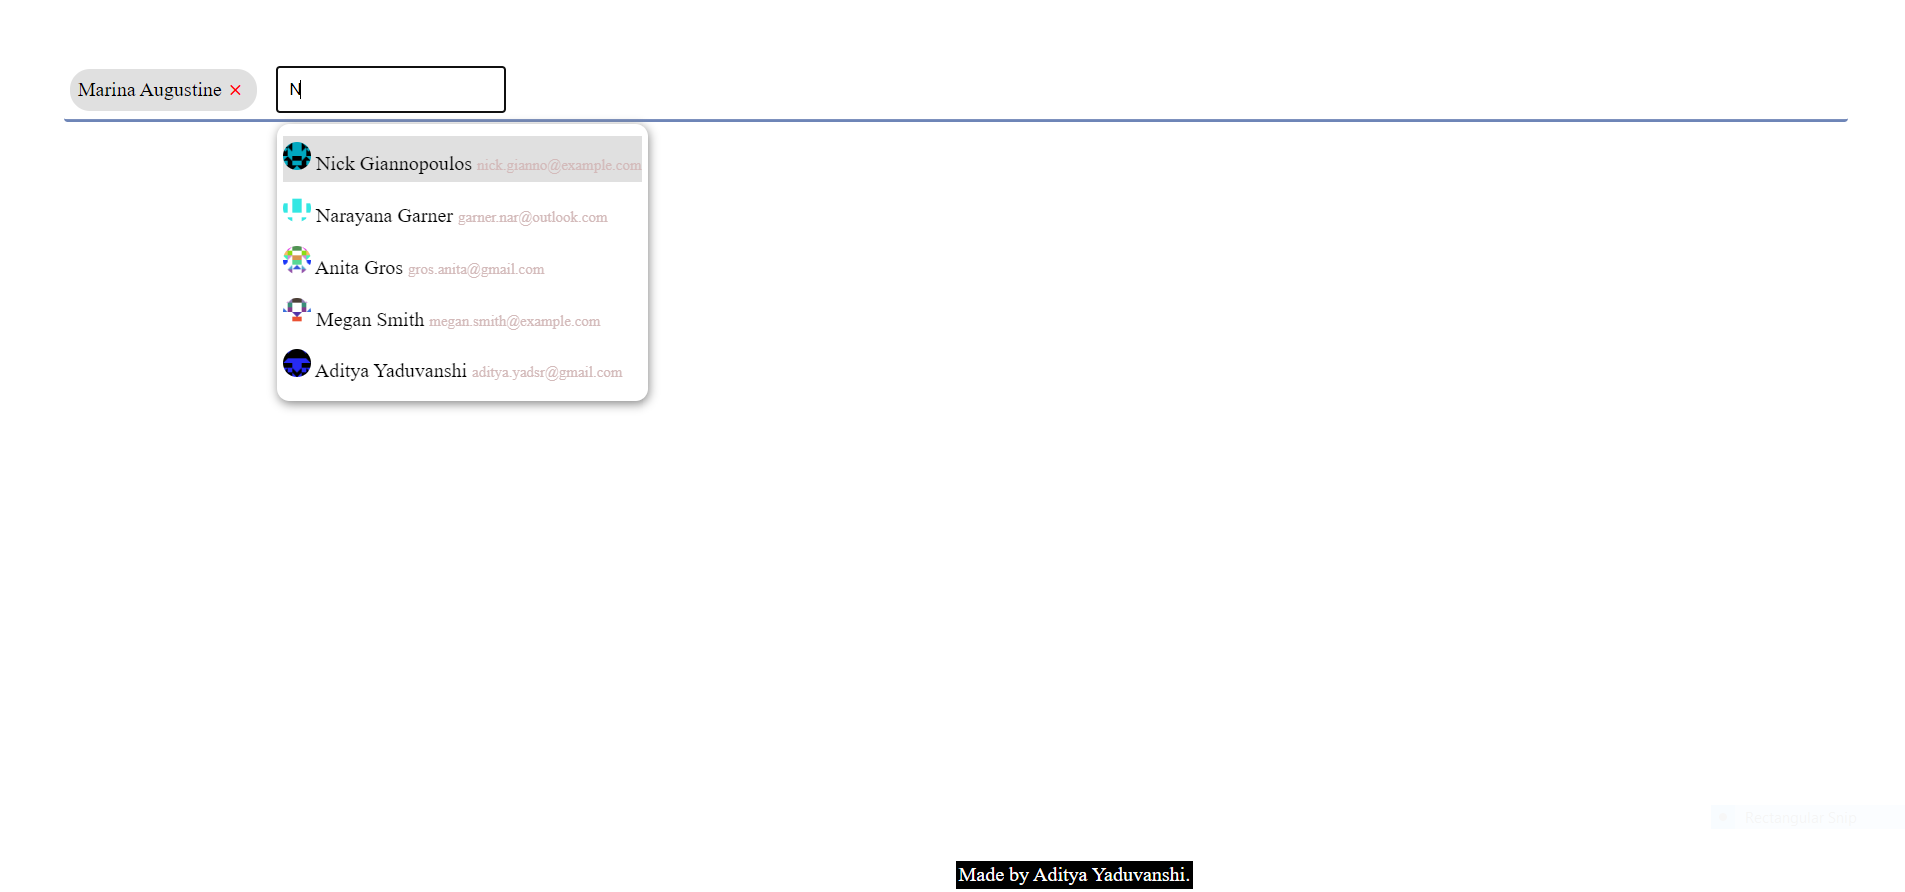 Marina Augustine ×
N
Nick Giannopoulos nick.gianno@example.com
Narayana Garner garner.nar@outlook.com
Anita Gros gros.anita@gmail.com
Megan Smith megan.smith@example.com
Aditya Yaduvanshi aditya.yadsr@gmail.com
Rectangular Snip
Made by Aditya Yaduvanshi.